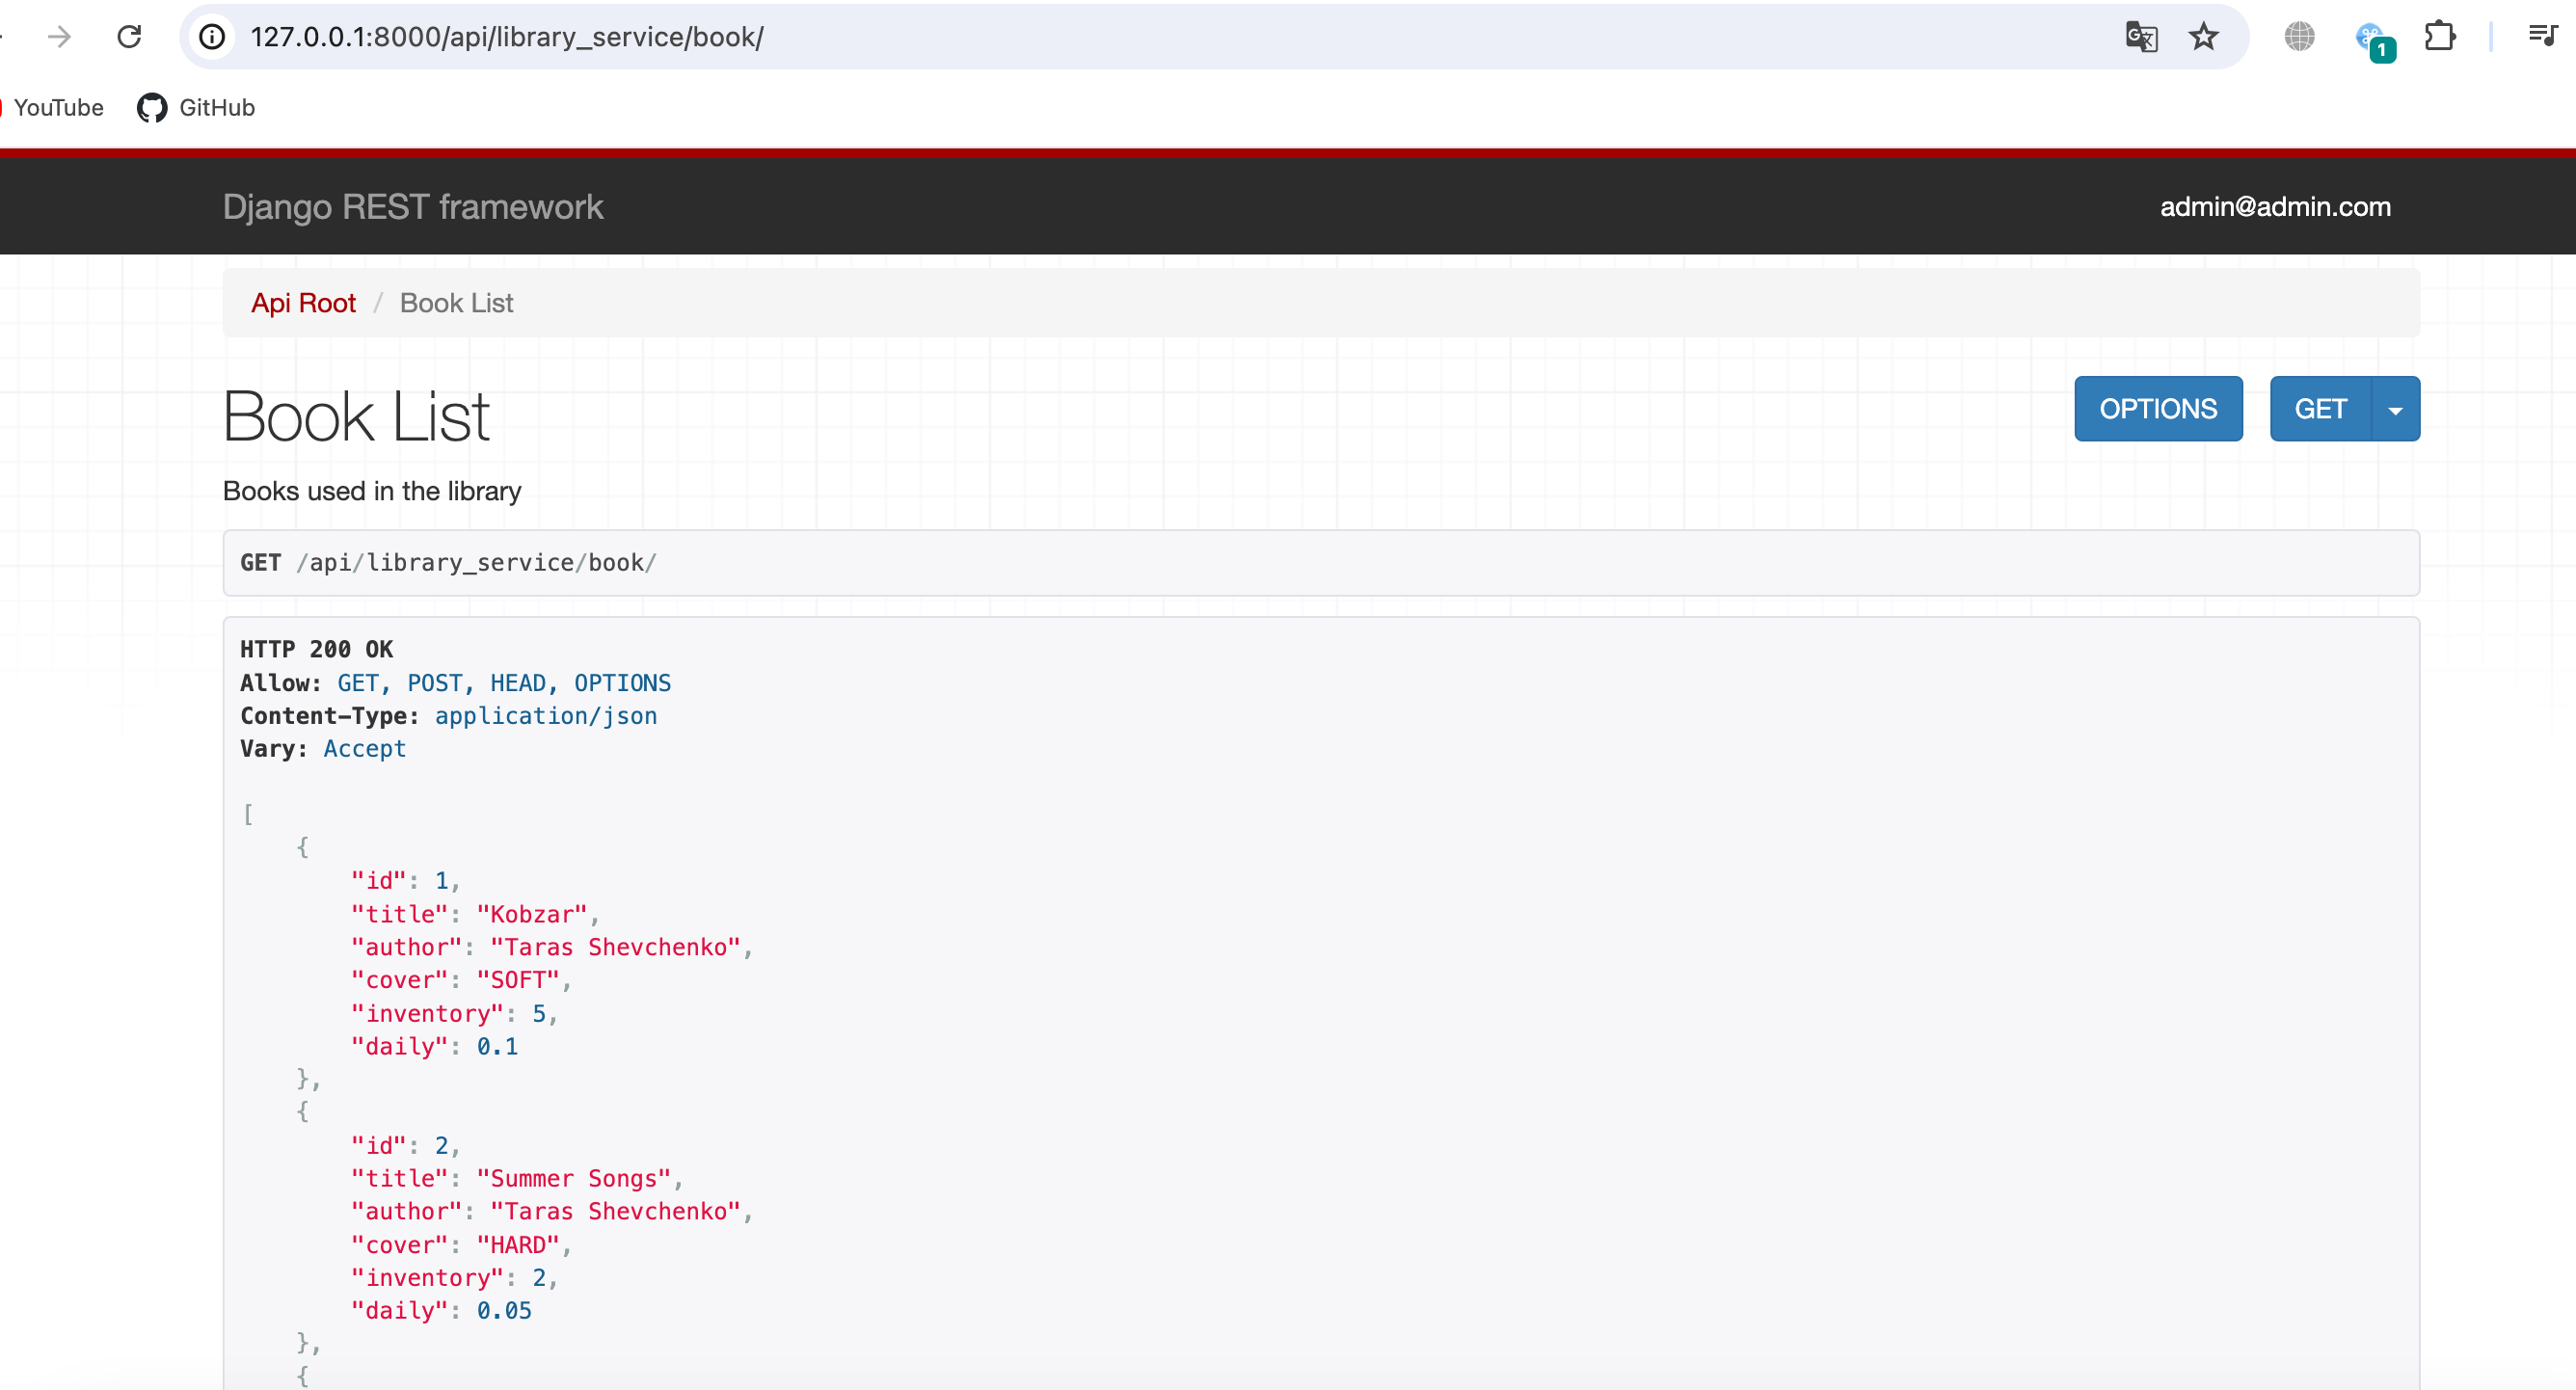 127.0.0.1:8000/api/library_service/book/
1
YouTube GitHub
Django REST framework admin@admin.com
Api Root / Book List
Book List OPTIONS GET
Books used in the library
GET /api/library_service/book/
HTTP 200 OK
Allow: GET, POST, HEAD, OPTIONS
Content-Type: application/json
Vary: Accept
[
{
"id": 1,
"title": "Kobzar",
"author": "Taras Shevchenko",
"cover": "SOFT",
"inventory": 5,
"daily": 0.1
},
{
"id": 2,
"title": "Summer Songs",
"author": "Taras Shevchenko",
"cover": "HARD",
"inventory": 2,
"daily": 0.05
},
{